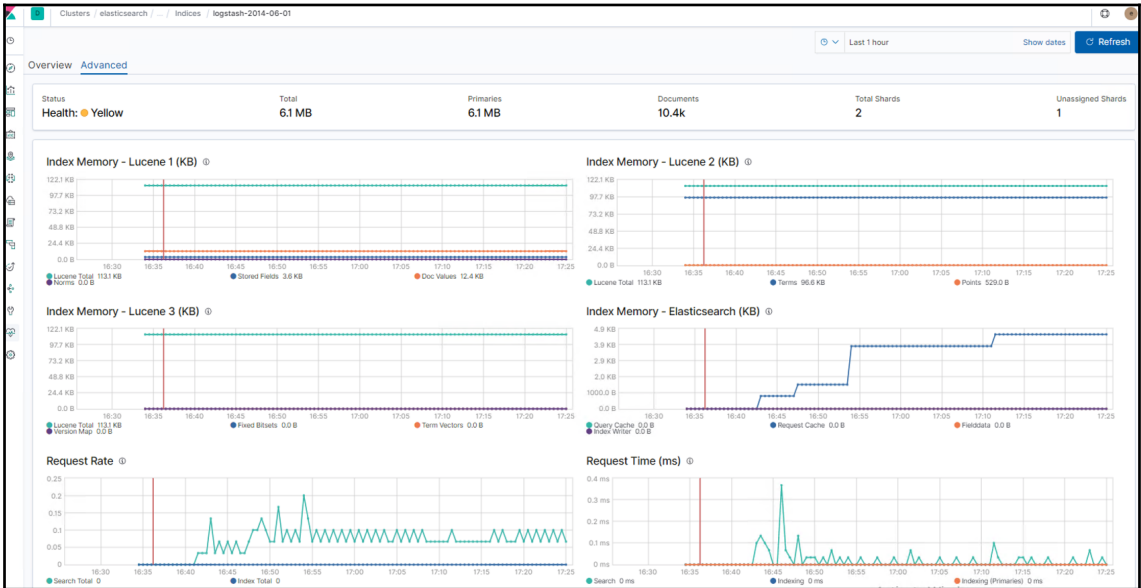 D Clusters / elasticsearch / ... / Indices / logstash-2014-06-01
Last 1 hour Show dates Refresh
Overview Advanced
Status Total Primaries Documents Total Shards Unassigned Shards
Health: Yellow 6.1 MB 6.1 MB 10.4k 2 1
Index Memory - Lucene 1 (KB)
122.1 KB
97.7 KB
73.2 KB
48.8 KB
24.4 KB
0.0 B
16:30 16:35 16:40 16:45 16:50 16:55 17:00 17:05 17:10 17:15 17:20 17:25
Lucene Total 113.1 KB Stored Fields 3.6 KB Doc Values 12.4 KB
Norms 0.0 B
Index Memory - Lucene 2 (KB)
122.1 KB
97.7 KB
73.2 KB
48.8 KB
24.4 KB
0.0 B
16:30 16:35 16:40 16:45 16:50 16:55 17:00 17:05 17:10 17:15 17:20 17:25
Lucene Total 113.1 KB Terms 96.6 KB Points 529.0 B
Index Memory - Lucene 3 (KB)
122.1 KB
97.7 KB
73.2 KB
48.8 KB
24.4 KB
0.0 B
16:30 16:35 16:40 16:45 16:50 16:55 17:00 17:05 17:10 17:15 17:20 17:25
Lucene Total 113.1 KB Fixed Bitsets 0.0 B Term Vectors 0.0 B
Version Map 0.0 B
Index Memory - Elasticsearch (KB)
4.9 KB
3.9 KB
2.9 KB
2.0 KB
1000.0 B
0.0 B
16:30 16:35 16:40 16:45 16:50 16:55 17:00 17:05 17:10 17:15 17:20 17:25
Query Cache 0.0 B Request Cache 0.0 B Fielddata 0.0 B
Index Writer 0.0 B
Request Rate
0.25
0.2
0.15
0.1
0.05
0
16:30 16:35 16:40 16:45 16:50 16:55 17:00 17:05 17:10 17:15 17:20 17:25
Search Total 0 Index Total 0
Request Time (ms)
0.4 ms
0.3 ms
0.2 ms
0.1 ms
0 ms
16:30 16:35 16:40 16:45 16:50 16:55 17:00 17:05 17:10 17:15 17:20 17:25
Search 0 ms Indexing 0 ms Indexing (Primaries) 0 ms